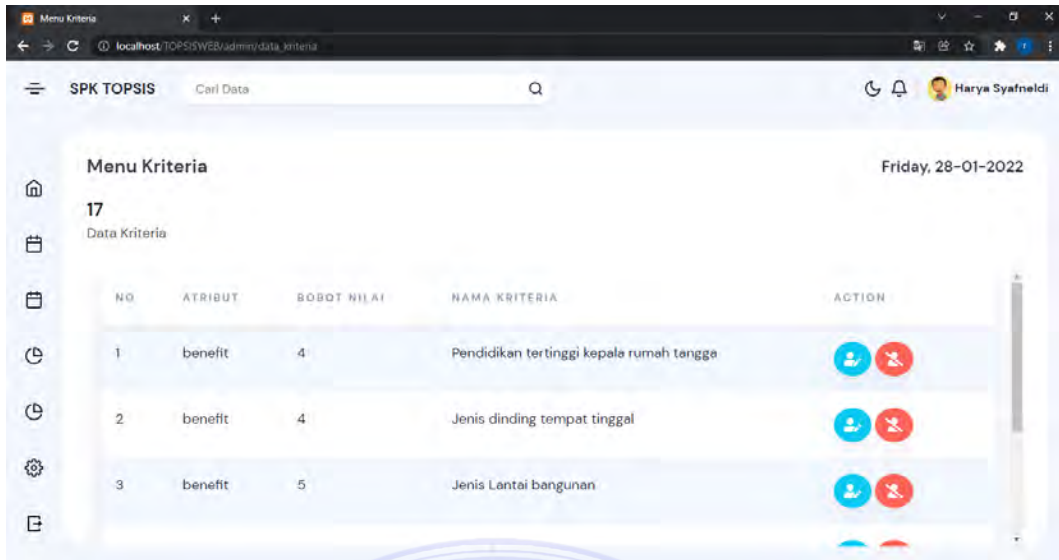 Menu Kriteria
localhost/TOPSISWEB/admin/data_kriteria
SPK TOPSIS
Cari Data
Harya Syafneldi
Menu Kriteria
Friday, 28-01-2022
17
Data Kriteria
NO ATRIBUT BOBOT NILAI NAMA KRITERIA ACTION
1 benefit 4 Pendidikan tertinggi kepala rumah tangga
2 benefit 4 Jenis dinding tempat tinggal
3 benefit 5 Jenis Lantai bangunan